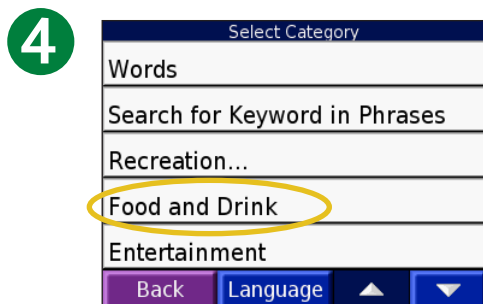 4
Select Category
Words
Search for Keyword in Phrases
Recreation...
Food and Drink
Entertainment
Back Language